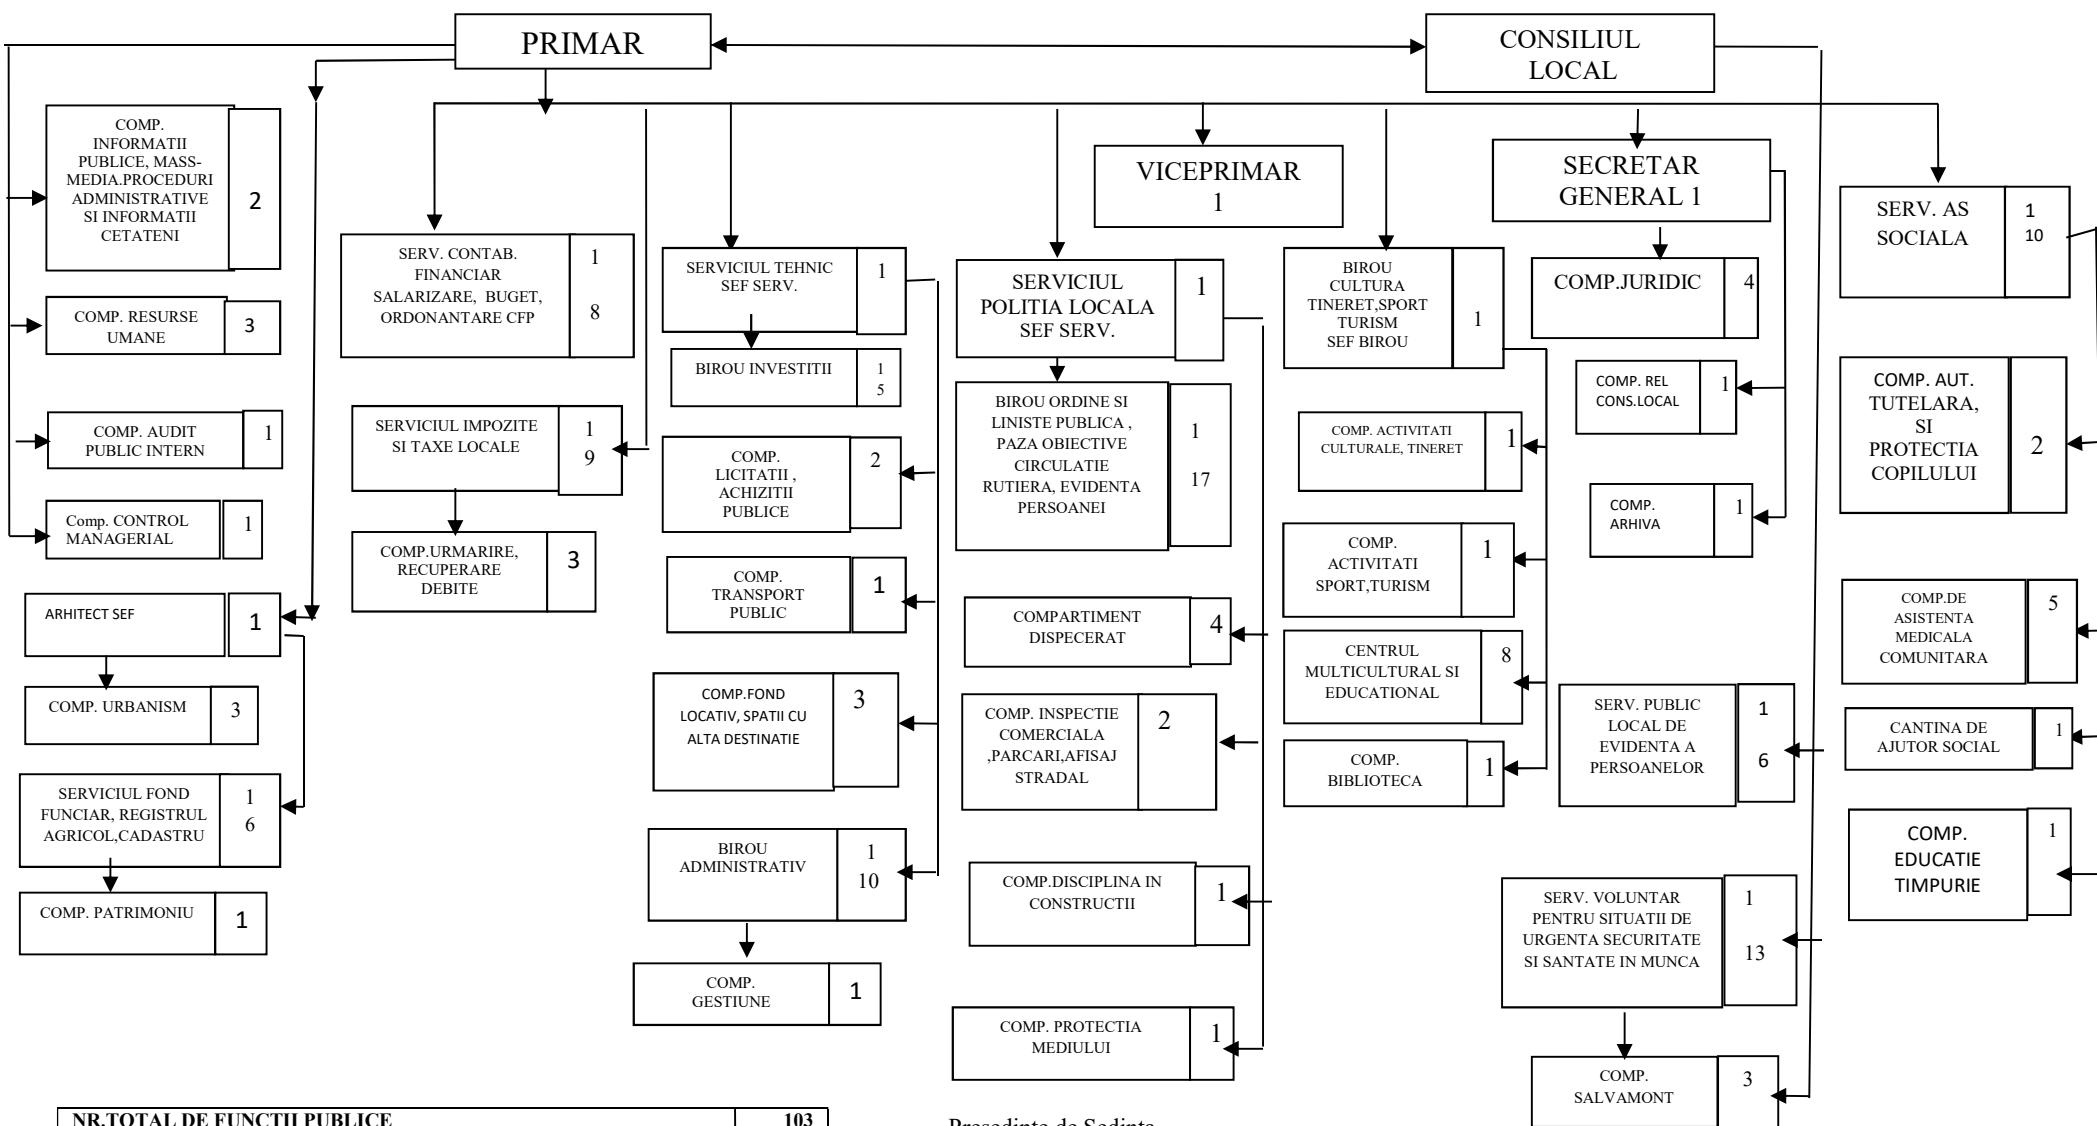 PRIMAR
CONSILIUL
LOCAL
COMP.
INFORMATII
PUBLICE, MASS-
MEDIA.PROCEDURI
ADMINISTRATIVE
SI INFORMATII
CETATENI
2
COMP. RESURSE
UMANE
3
COMP. AUDIT
PUBLIC INTERN
1
Comp. CONTROL
MANAGERIAL
1
ARHITECT SEF
1
COMP. URBANISM
3
SERVICIUL FOND
FUNCIAR, REGISTRUL
AGRICOL,CADASTRU
1
6
COMP. PATRIMONIU
1
SERV. CONTAB.
FINANCIAR
SALARIZARE, BUGET,
ORDONANTARE CFP
1
8
SERVICIUL IMPOZITE
SI TAXE LOCALE
1
9
COMP.URMARIRE,
RECUPERARE
DEBITE
3
SERVICIUL TEHNIC
SEF SERV.
1
BIROU INVESTITII
1
5
COMP.
LICITATII ,
ACHIZITII
PUBLICE
2
COMP.
TRANSPORT
PUBLIC
1
COMP.FOND
LOCATIV, SPATII CU
ALTA DESTINATIE
3
BIROU
ADMINISTRATIV
1
10
COMP.
GESTIUNE
1
VICEPRIMAR
1
SERVICIUL
POLITIA LOCALA
SEF SERV.
1
BIROU ORDINE SI
LINISTE PUBLICA ,
PAZA OBIECTIVE
CIRCULATIE
RUTIERA, EVIDENTA
PERSOANEI
1
17
COMPARTIMENT
DISPECERAT
4
COMP. INSPECTIE
COMERCIALA
,PARCARI,AFISAJ
STRADAL
2
COMP.DISCIPLINA IN
CONSTRUCTII
1
COMP. PROTECTIA
MEDIULUI
1
BIROU
CULTURA
TINERET,SPORT
TURISM
SEF BIROU
1
COMP. ACTIVITATI
CULTURALE, TINERET
1
COMP.
ACTIVITATI
SPORT,TURISM
1
CENTRUL
MULTICULTURAL SI
EDUCATIONAL
8
COMP.
BIBLIOTECA
1
SECRETAR
GENERAL 1
COMP.JURIDIC
4
COMP. REL
CONS.LOCAL
1
COMP.
ARHIVA
1
SERV. PUBLIC
LOCAL DE
EVIDENTA A
PERSOANELOR
1
6
SERV. VOLUNTAR
PENTRU SITUATII DE
URGENTA SECURITATE
SI SANTATE IN MUNCA
1
13
COMP.
SALVAMONT
3
SERV. AS
SOCIALA
1
10
COMP. AUT.
TUTELARA,
SI
PROTECTIA
COPILULUI
2
COMP.DE
ASISTENTA
MEDICALA
COMUNITARA
5
CANTINA DE
AJUTOR SOCIAL
1
COMP.
EDUCATIE
TIMPURIE
1
NR.TOTAL DE FUNCTII PUBLICE 103
Presedinte de Sedinta